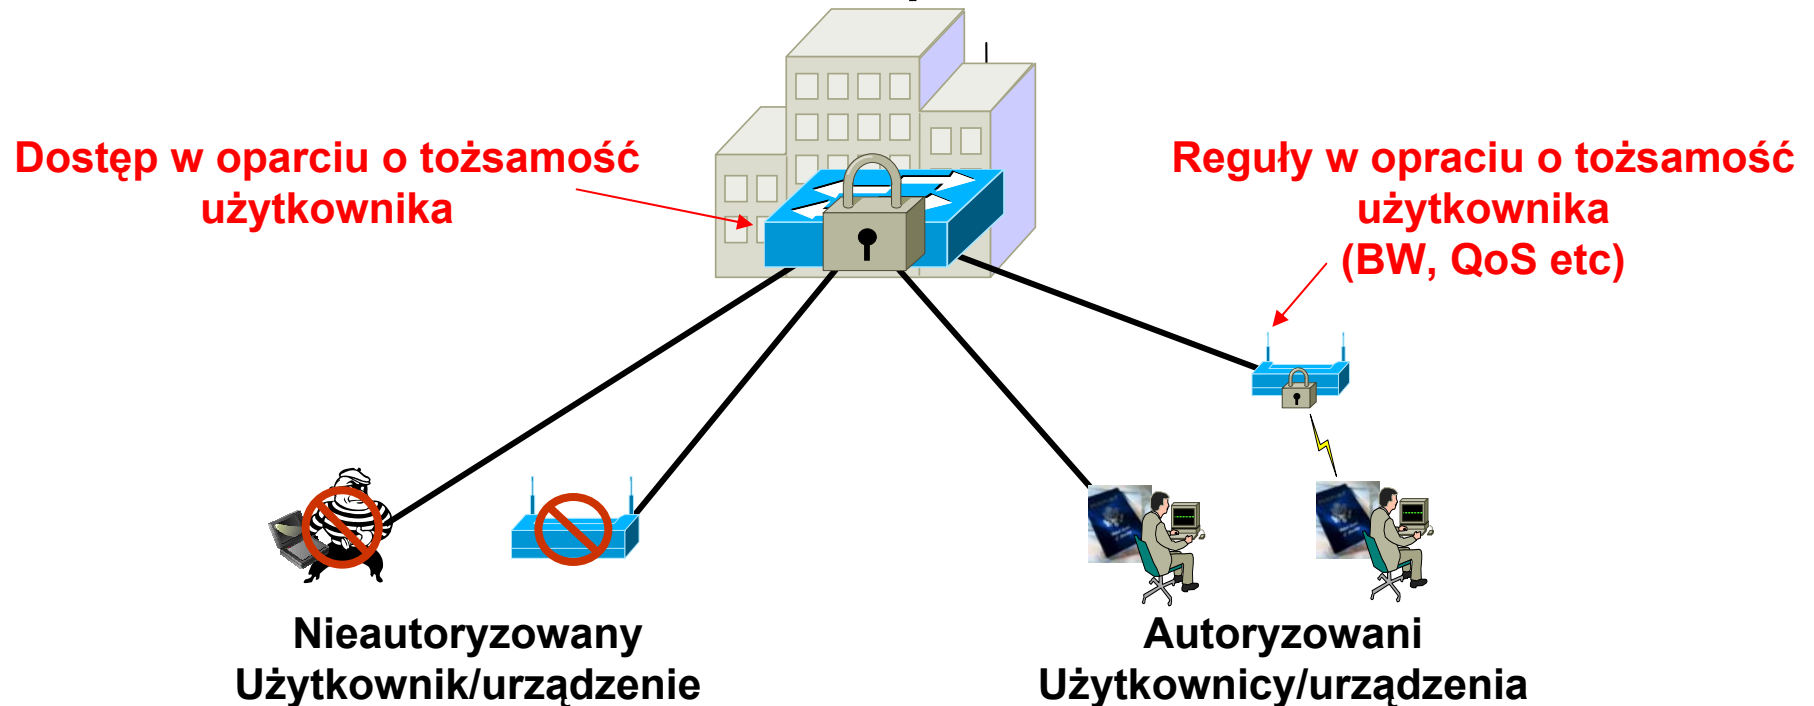 Dostęp w oparciu o tożsamość
użytkownika
Reguły w opraciu o tożsamość
użytkownika
(BW, QoS etc)
Nieautoryzowany
Użytkownik/urządzenie
Autoryzowani
Użytkownicy/urządzenia